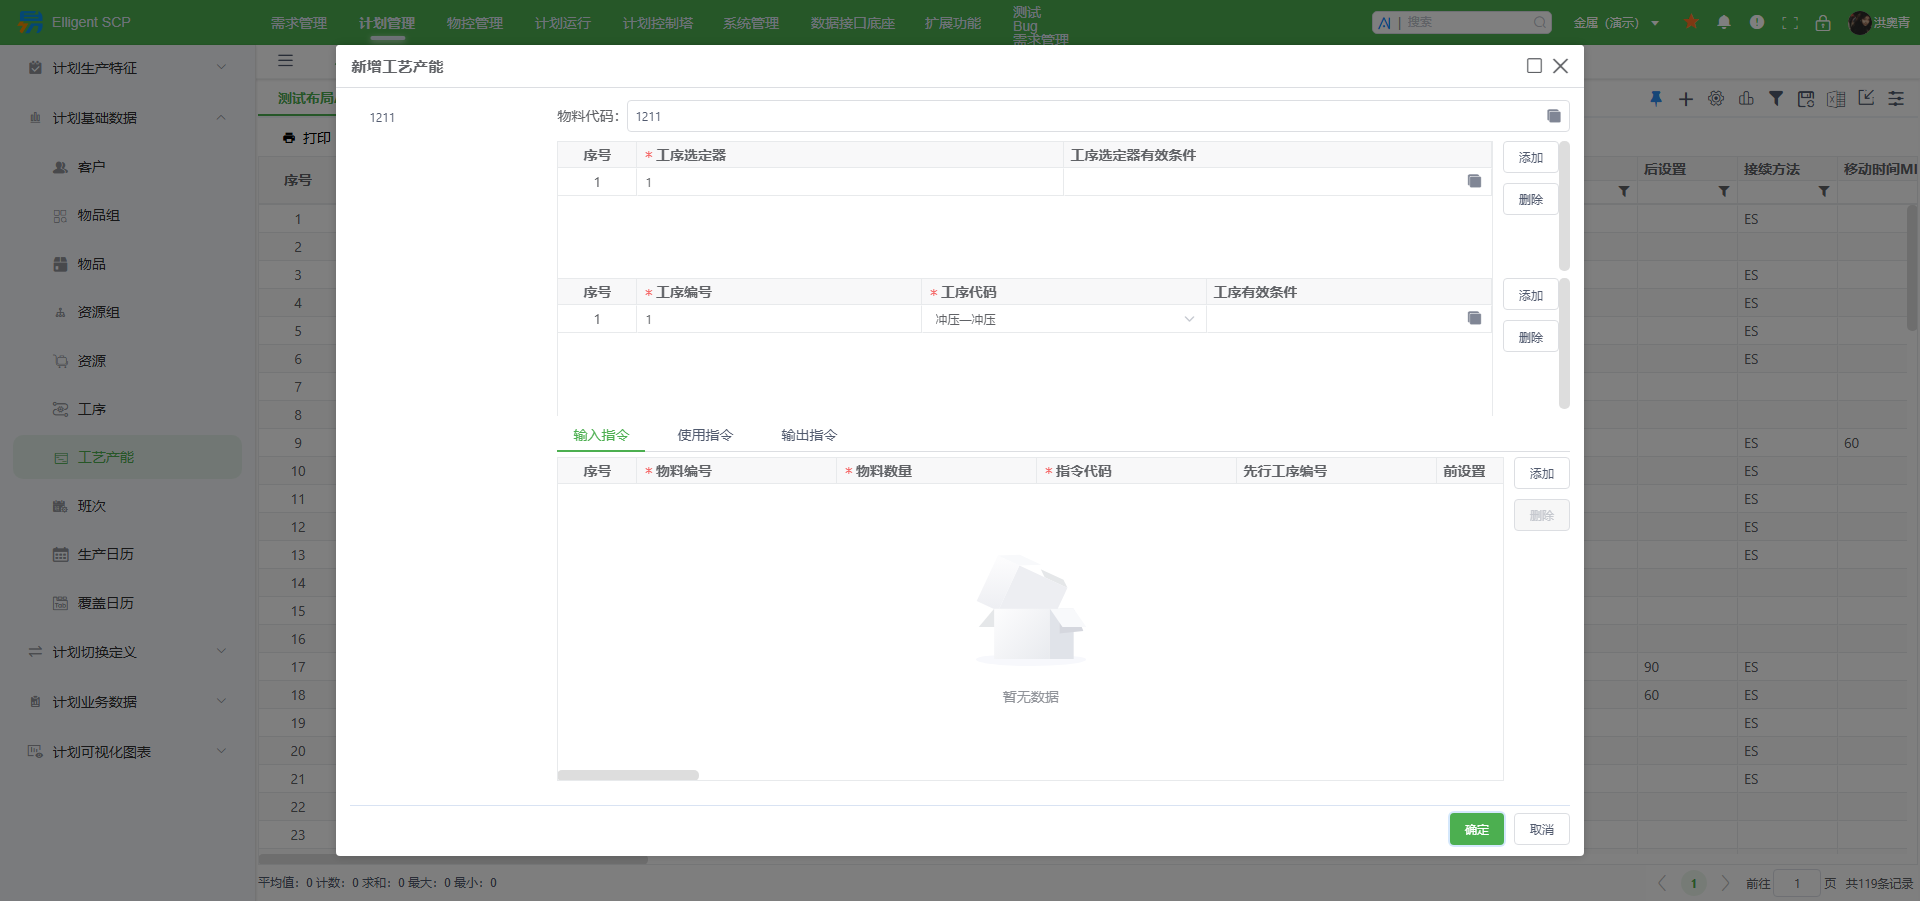 Elligent SCP
需求管理 计划管理 物控管理 计划运行 计划控制塔 系统管理 数据接口底座 扩展功能
测试
Bug
需求管理
AI | 搜索
金属（演示）
洪奥青
计划生产特征
计划基础数据
客户
物品组
物品
资源组
资源
工序
工艺产能
班次
生产日历
覆盖日历
计划切换定义
计划业务数据
计划可视化图表
测试布局
打印
序号
1
2
3
4
5
6
7
8
9
10
11
12
13
14
15
16
17
18
19
20
21
22
23
新增工艺产能
1211
物料代码： 1211
序号 * 工序选定器 工序选定器有效条件
1 1
添加
删除
序号 * 工序编号 * 工序代码 工序有效条件
1 1 冲压—冲压
添加
删除
输入指令 使用指令 输出指令
序号 * 物料编号 * 物料数量 * 指令代码 先行工序编号 前设置
添加
删除
暂无数据
确定 取消
后设置 接续方法 移动时间MI
ES
ES
ES
ES
ES
ES 60
ES
ES
ES
ES
90 ES
60 ES
ES
ES
ES
平均值：0 计数：0 求和：0 最大：0 最小：0
1 前往 1 页 共119条记录